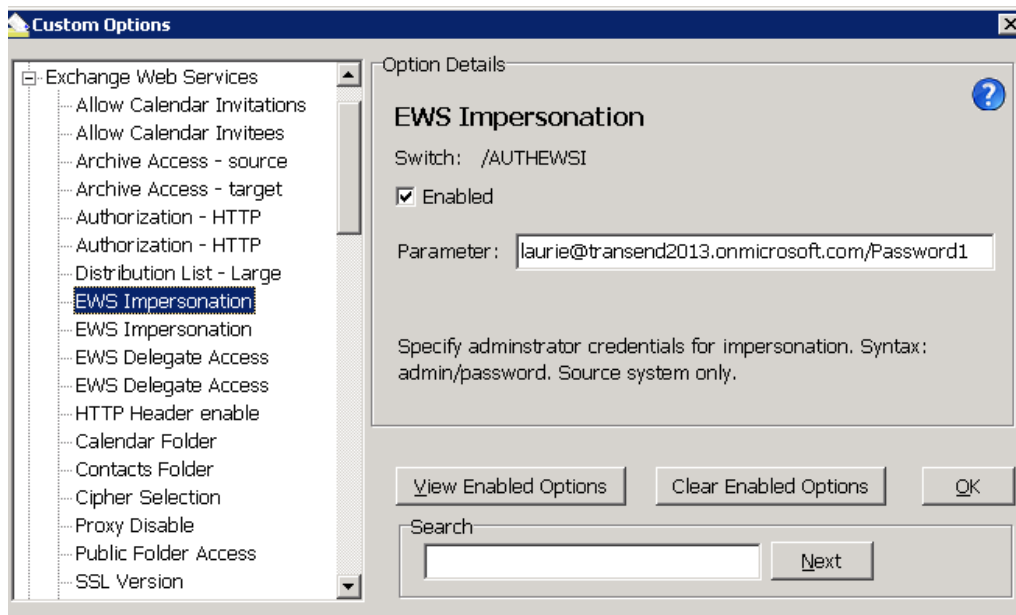 Custom Options
Exchange Web Services
Allow Calendar Invitations
Allow Calendar Invitees
Archive Access - source
Archive Access - target
Authorization - HTTP
Authorization - HTTP
Distribution List - Large
EWS Impersonation
EWS Impersonation
EWS Delegate Access
EWS Delegate Access
HTTP Header enable
Calendar Folder
Contacts Folder
Cipher Selection
Proxy Disable
Public Folder Access
SSL Version
Option Details
?
EWS Impersonation
Switch: /AUTHEWSI
Enabled
Parameter: laurie@transend2013.onmicrosoft.com/Password1
Specify adminstrator credentials for impersonation. Syntax:
admin/password. Source system only.
View Enabled Options Clear Enabled Options OK
Search
Next